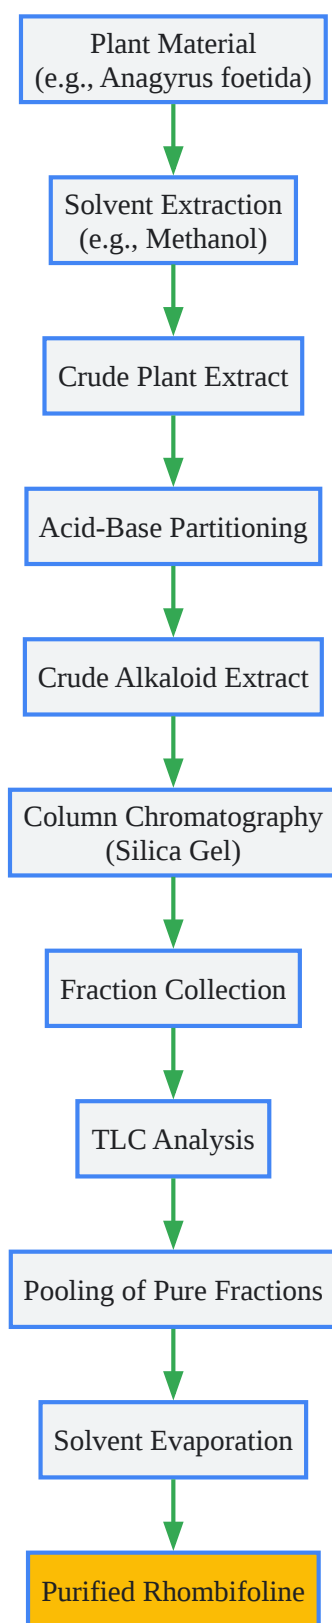 Plant Material
(e.g., Anagyrus foetida)
Solvent Extraction
(e.g., Methanol)
Crude Plant Extract
Acid-Base Partitioning
Crude Alkaloid Extract
Column Chromatography
(Silica Gel)
Fraction Collection
TLC Analysis
Pooling of Pure Fractions
Solvent Evaporation
Purified Rhombifoline